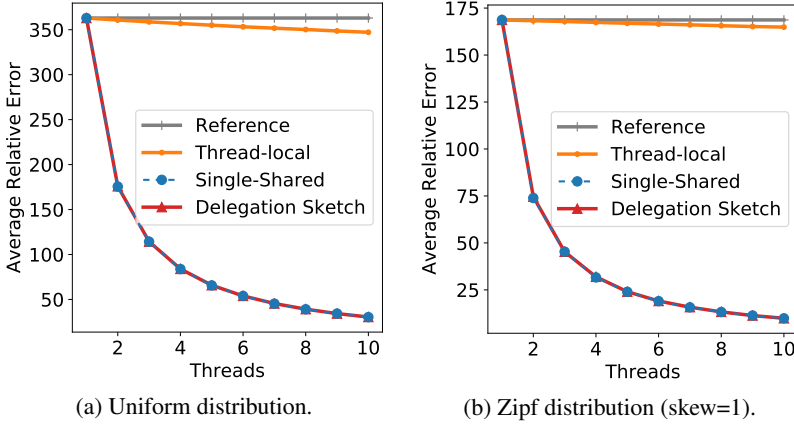 350
300
250
200
150
100
50
Average Relative Error
Reference
Thread-local
Single-Shared
Delegation Sketch
2 4 6 8 10
Threads
(a) Uniform distribution.
175
150
125
100
75
50
25
Average Relative Error
Reference
Thread-local
Single-Shared
Delegation Sketch
2 4 6 8 10
Threads
(b) Zipf distribution (skew=1).